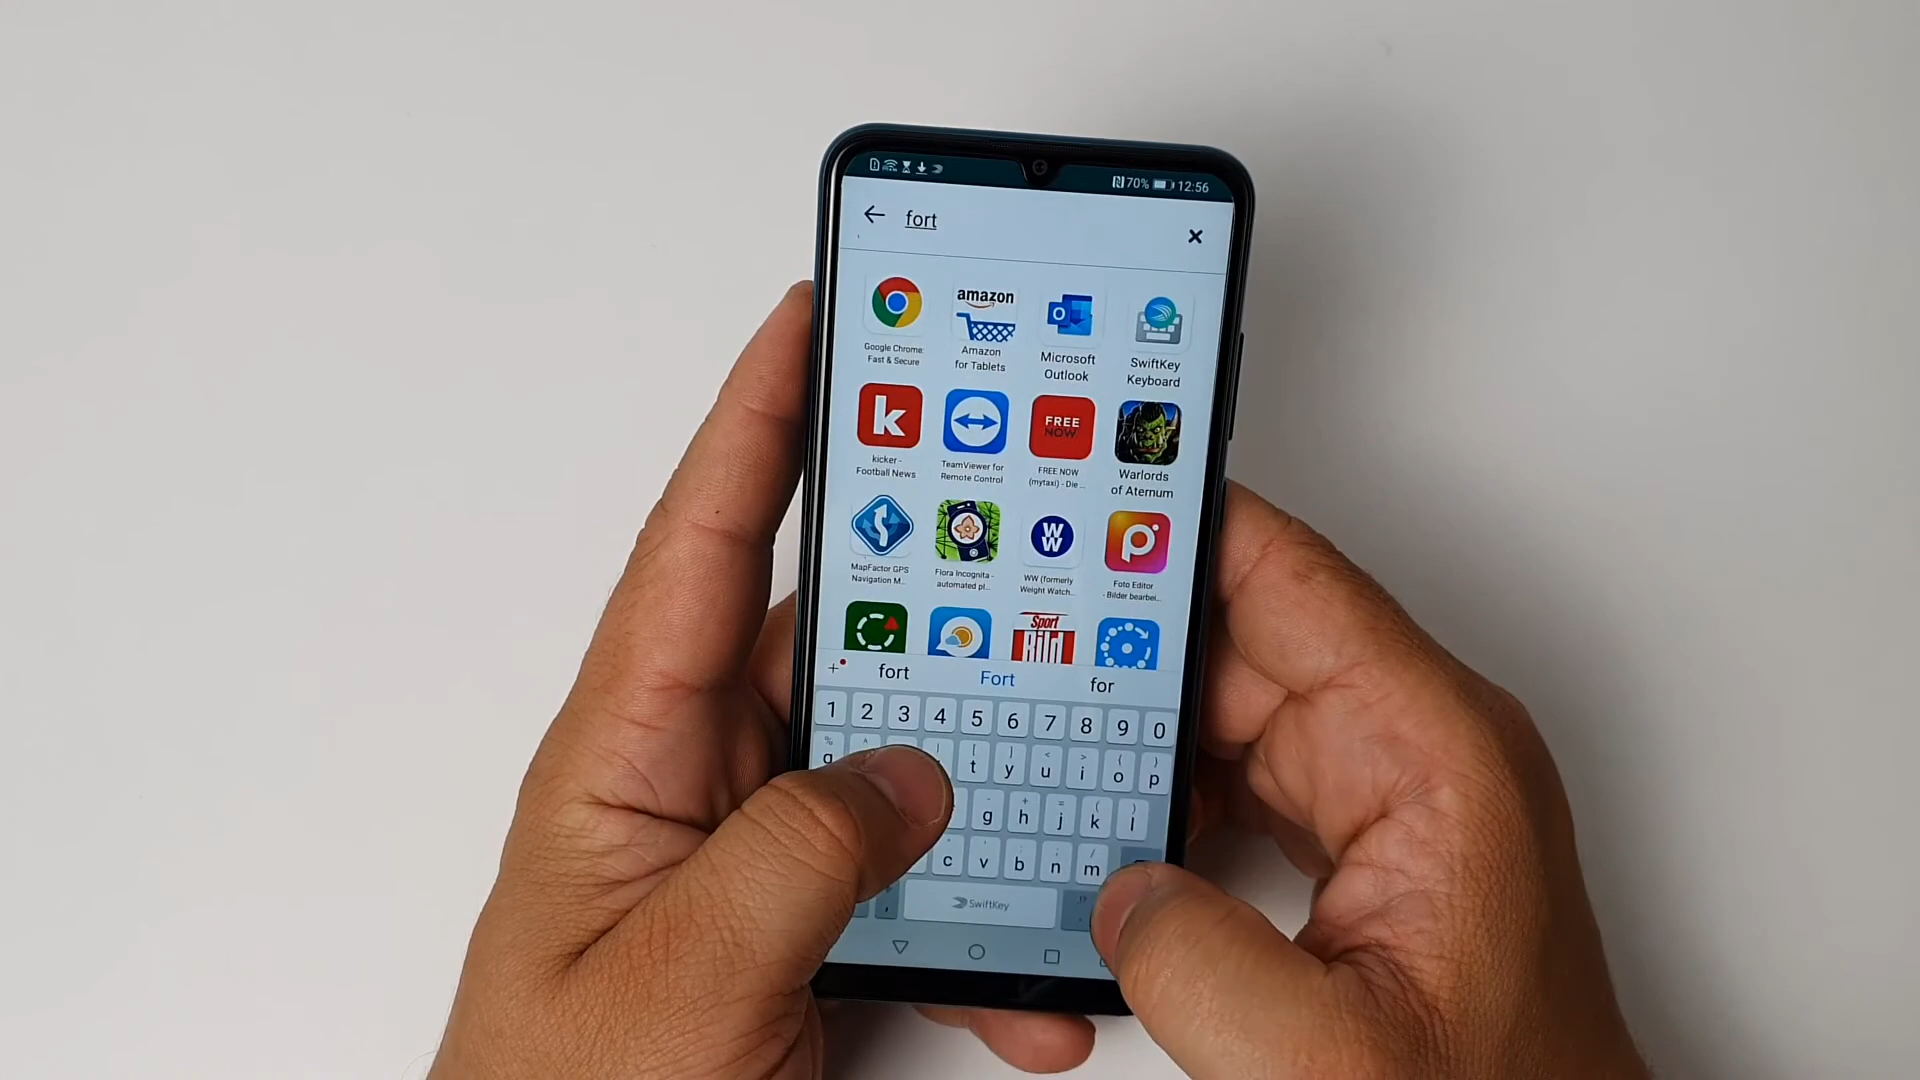 70% 12:56
fort
Google Chrome:
Fast & Secure
amazon
Amazon
for Tablets
Microsoft
Outlook
SwiftKey
Keyboard
kicker -
Football News
TeamViewer for
Remote Control
FREE
NOW
FREE NOW
(mytaxi) - Die ...
Warlords
of Aternum
MapFactor GPS
Navigation M...
Flora Incognita -
automated pl...
W
W
WW (formerly
Weight Watch...
Foto Editor
- Bilder bearbei...
Sport
Bild
fort Fort for
1 2 3 4 5 6 7 8 9 0
q t y u i o p
g h j k l
c v b n m
SwiftKey